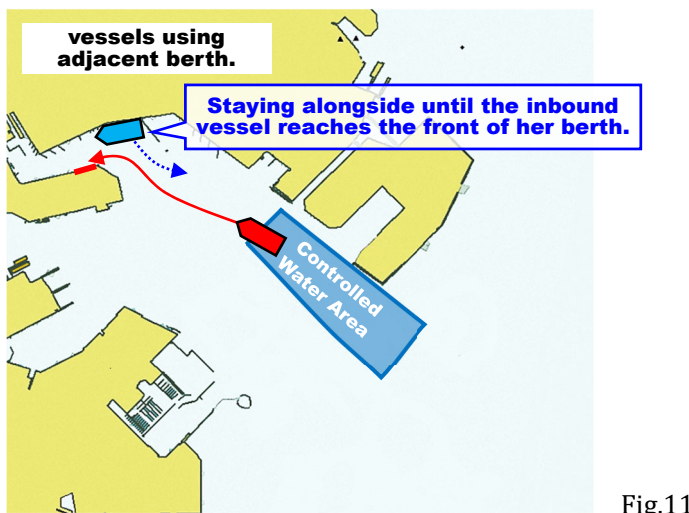 vessels using
adjacent berth.
Staying alongside until the inbound
vessel reaches the front of her berth.
Controlled
Water Area
Fig.11